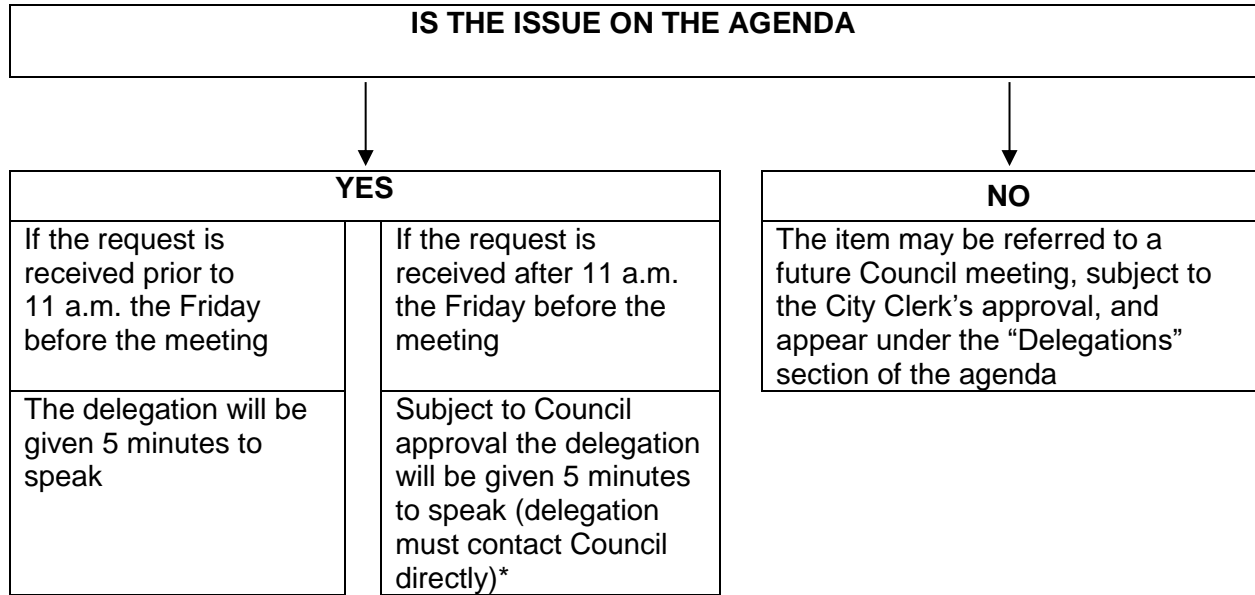 IS THE ISSUE ON THE AGENDA
YES
If the request is
received prior to
11 a.m. the Friday
before the meeting
The delegation will be
given 5 minutes to
speak
If the request is
received after 11 a.m.
the Friday before the
meeting
Subject to Council
approval the delegation
will be given 5 minutes
to speak (delegation
must contact Council
directly)*
NO
The item may be referred to a
future Council meeting, subject to
the City Clerk’s approval, and
appear under the “Delegations”
section of the agenda